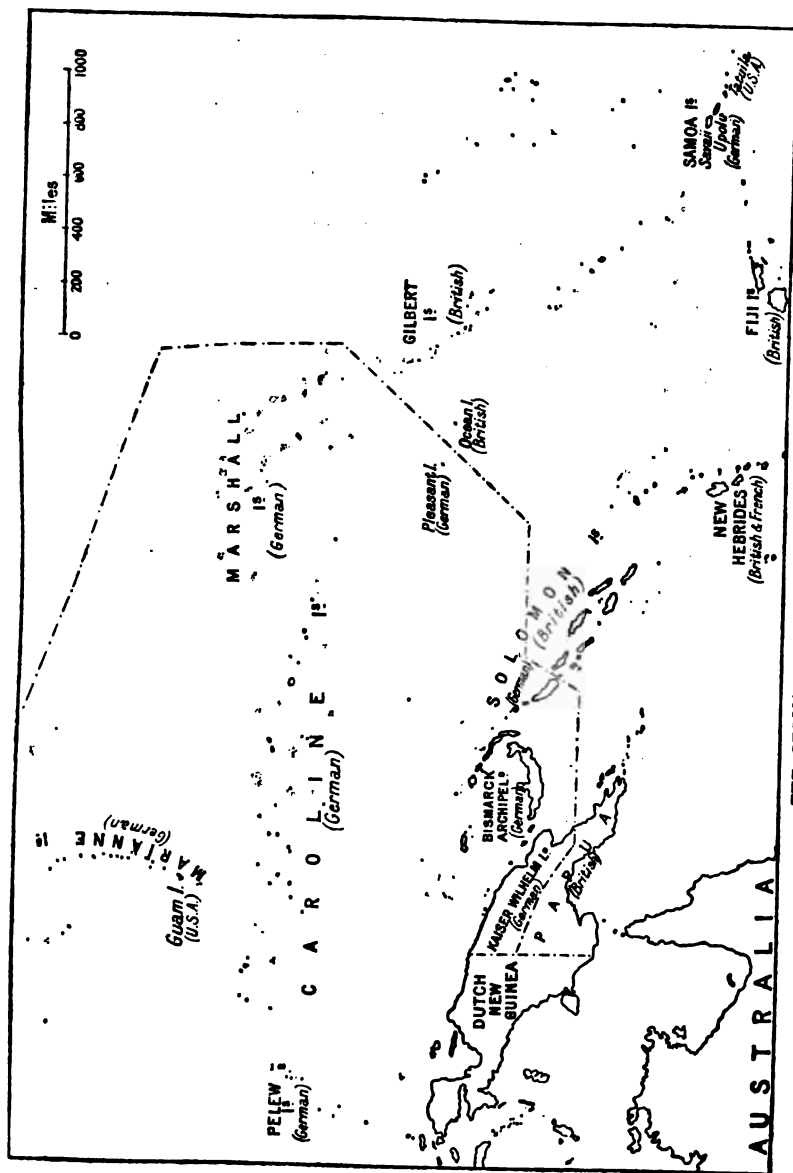 Miles
0 200 400 600 800 1000
MARIANNE Is
(German)
Guam I.
(U.S.A.)
MARSHALL
Is
(German)
PELEW
Is
(German)
CAROLINE Is
(German)
GILBERT
Is
(British)
Pleasant I.
(German)
Ocean I.
(British)
BISMARCK
ARCHIPELO
(German)
SOLOMON Is
(German)
(British)
DUTCH
NEW
GUINEA
KAISER WILHELM LD
(German)
PAPUA
(British)
SAMOA Is
Savaii
Upolu
(German)
(U.S.A)
NEW
HEBRIDES
(British & French)
FIJI Is
(British)
AUSTRALIA